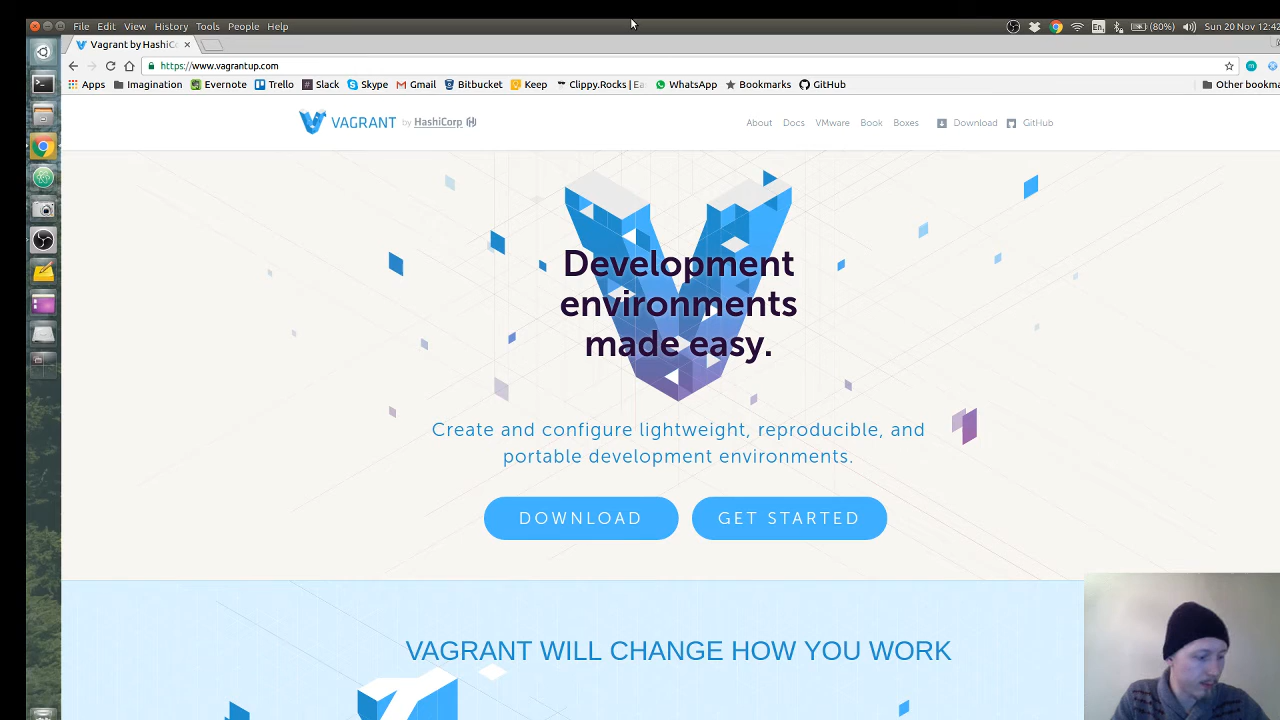 File Edit View History Tools People Help
En (80%) Sun 20 Nov 12:42
Vagrant by HashiC
https://www.vagrantup.com
Apps Imagination Evernote Trello Slack Skype Gmail Bitbucket Keep Clippy.Rocks | Ea WhatsApp Bookmarks GitHub Other bookma
VAGRANT by HashiCorp
About Docs VMware Book Boxes Download GitHub
Development
environments
made easy.
Create and configure lightweight, reproducible, and
portable development environments.
DOWNLOAD GET STARTED
VAGRANT WILL CHANGE HOW YOU WORK